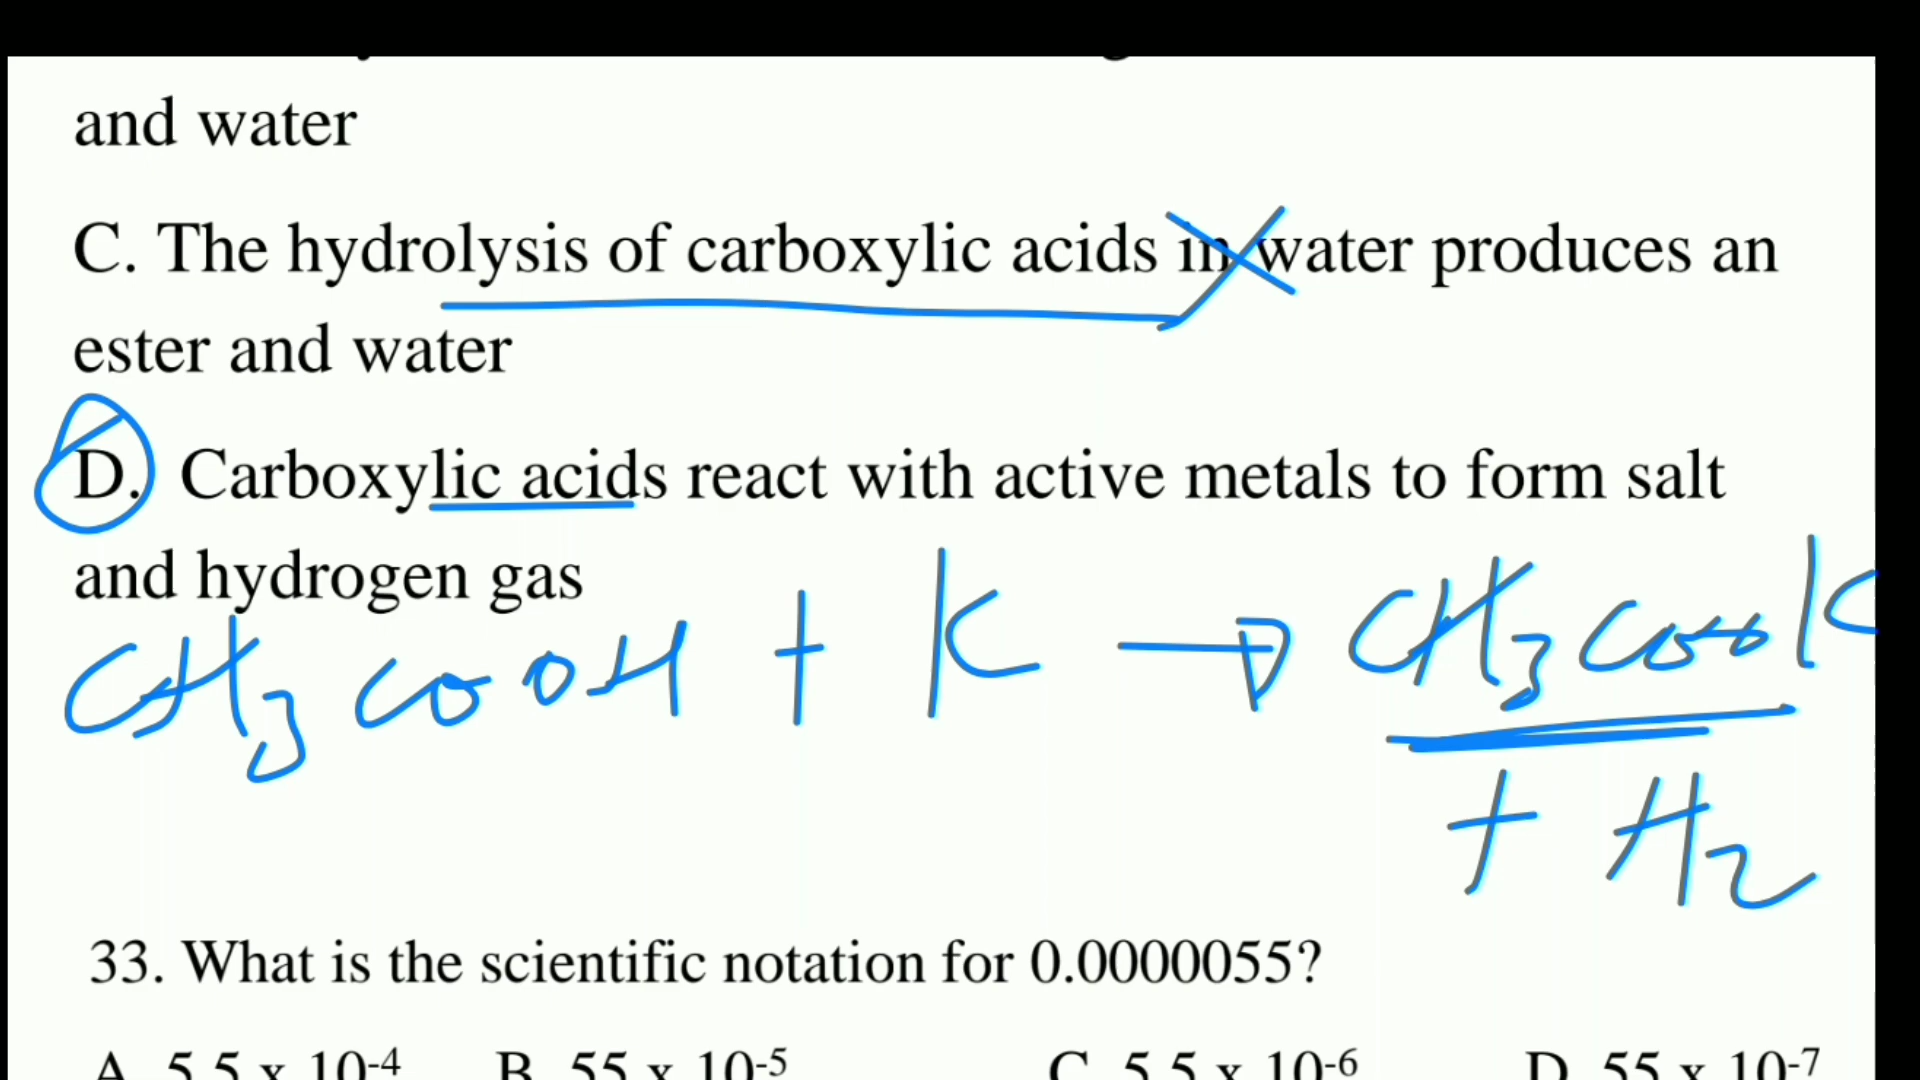 and water
C. The hydrolysis of carboxylic acids in water produces an
ester and water
D. Carboxylic acids react with active metals to form salt
and hydrogen gas
CH3COOH + K → CH3COOK
+ H2
33. What is the scientific notation for 0.0000055?
A. 5.5 x 10-4 B. 55 x 10-5 C. 5.5 x 10-6 D. 55 x 10-7